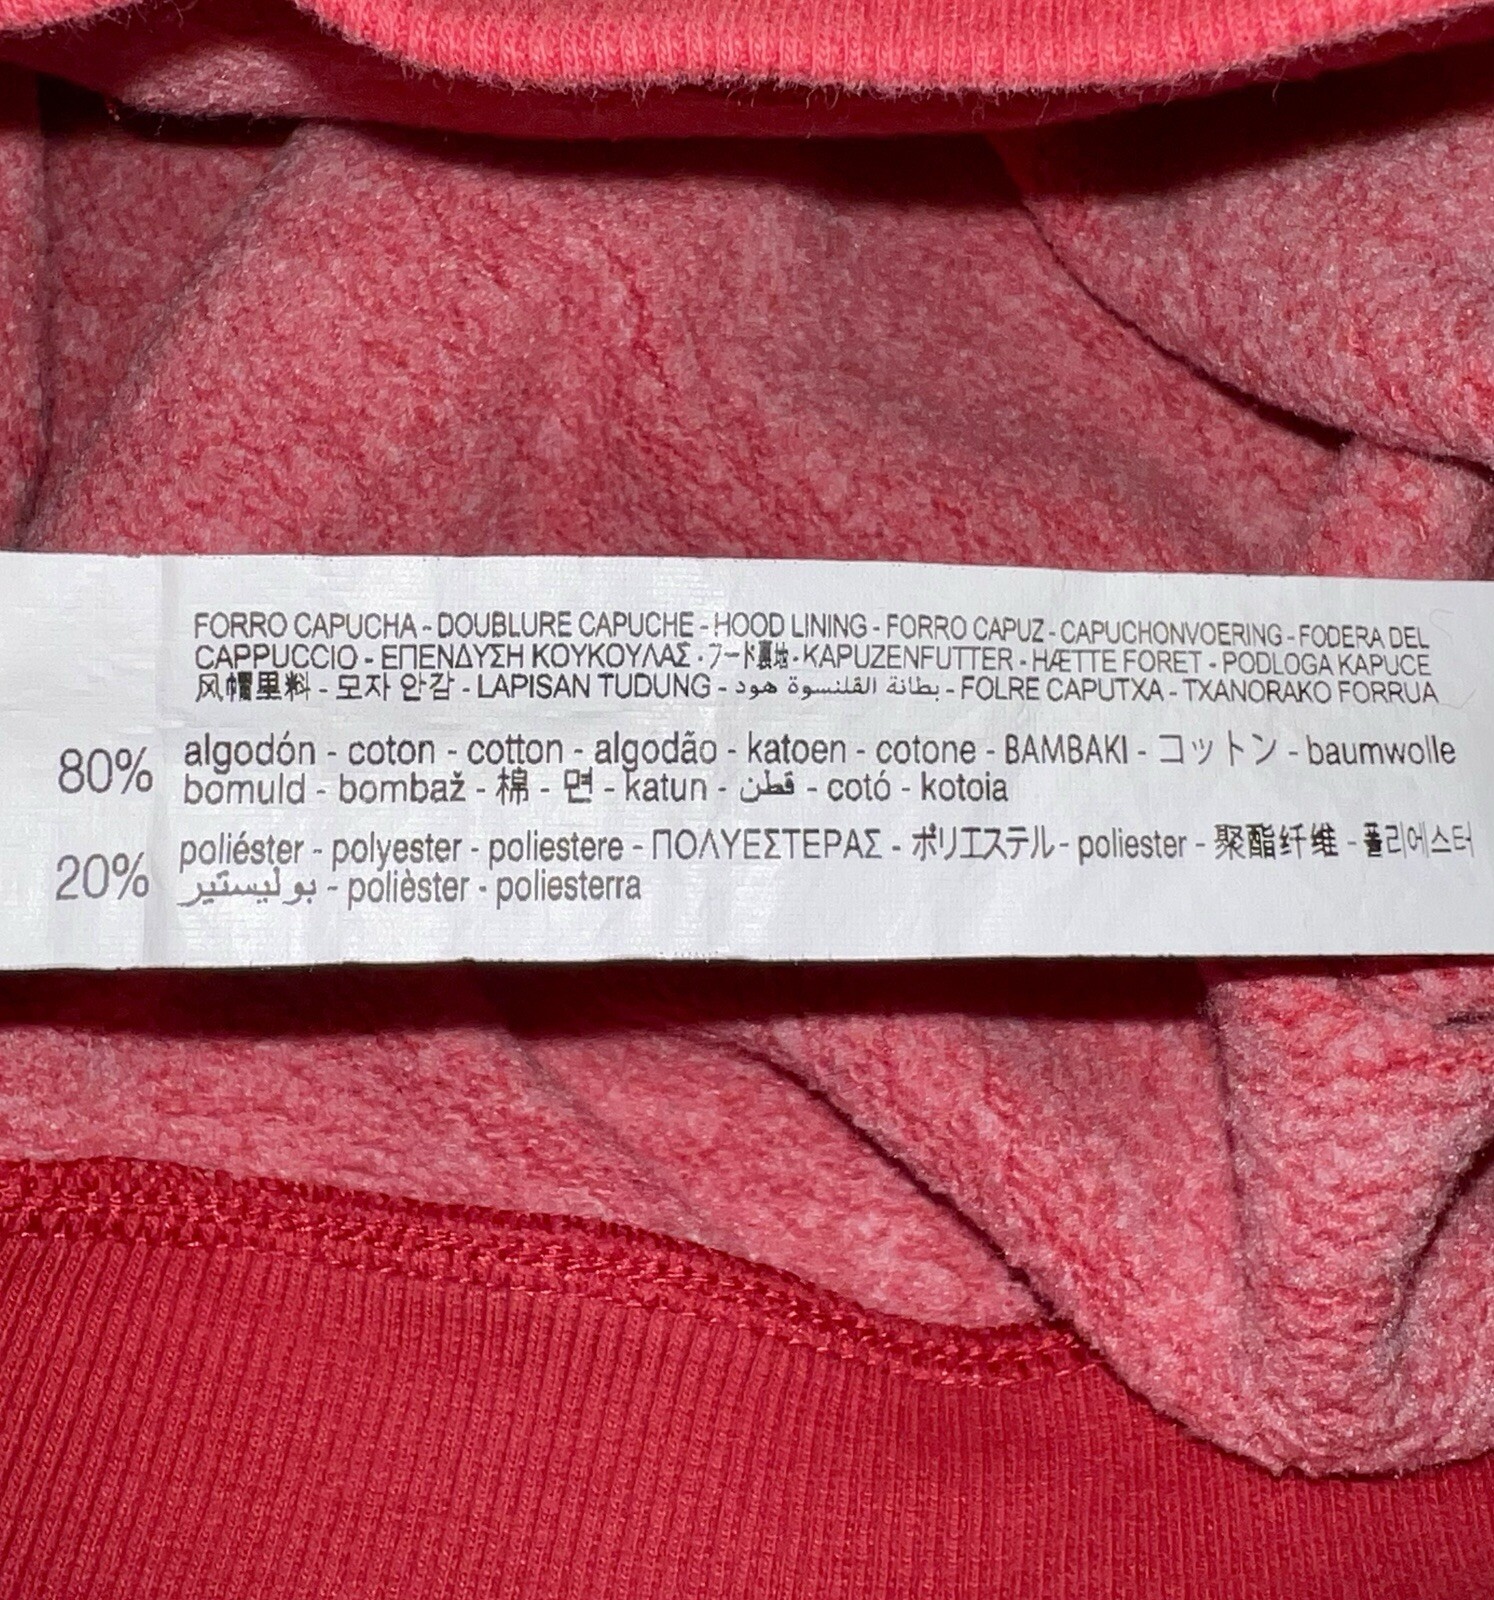 FORRO CAPUCHA - DOUBLURE CAPUCHE - HOOD LINING - FORRO CAPUZ - CAPUCHONVOERING - FODERA DEL
CAPPUCCIO - ΕΠΕΝΔΥΣΗ ΚΟΥΚΟΥΛΑΣ - フード裏地 - KAPUZENFUTTER - HÆTTE FORET - PODLOGA KAPUCE
风帽里料 - 모자 안감 - LAPISAN TUDUNG - بطانة القلنسوة هود - FOLRE CAPUTXA - TXANORAKO FORRUA
80% algodón - coton - cotton - algodão - katoen - cotone - BAMBAKI - コットン - baumwolle
bomuld - bombaž - 棉 - 면 - katun - قطن - cotó - kotoia
20% poliéster - polyester - poliestere - ΠΟΛΥΕΣΤΕΡΑΣ - ポリエステル - poliester - 聚酯纤维 - 폴리에스터
بوليستير - polièster - poliesterra